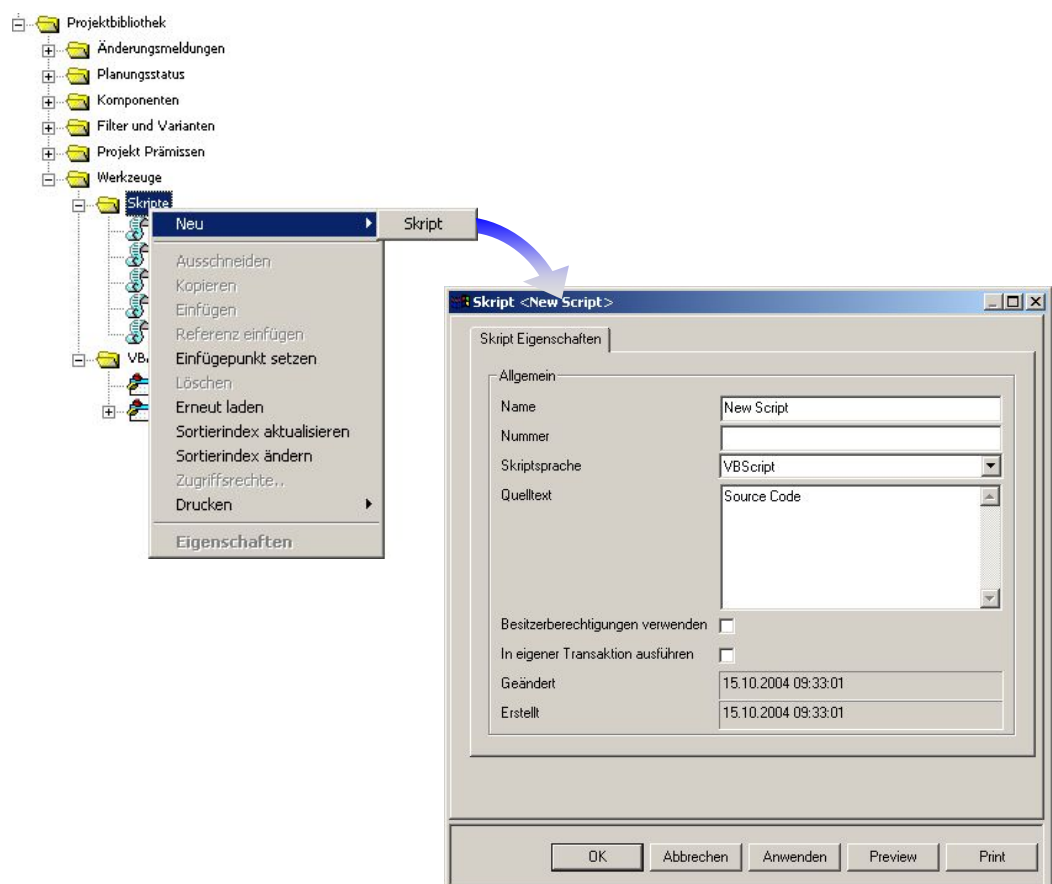 Projektbibliothek
Änderungsmeldungen
Planungsstatus
Komponenten
Filter und Varianten
Projekt Prämissen
Werkzeuge
Skripte
Neu
Skript
Ausschneiden
Kopieren
Einfügen
Referenz einfügen
Einfügepunkt setzen
Löschen
Erneut laden
Sortierindex aktualisieren
Sortierindex ändern
Zugriffsrechte..
Drucken
Eigenschaften
Skript <New Script>
Skript Eigenschaften
Allgemein
Name New Script
Nummer
Skriptsprache VBScript
Quelltext Source Code
Besitzerberechtigungen verwenden
In eigener Transaktion ausführen
Geändert 15.10.2004 09:33:01
Erstellt 15.10.2004 09:33:01
OK Abbrechen Anwenden Preview Print